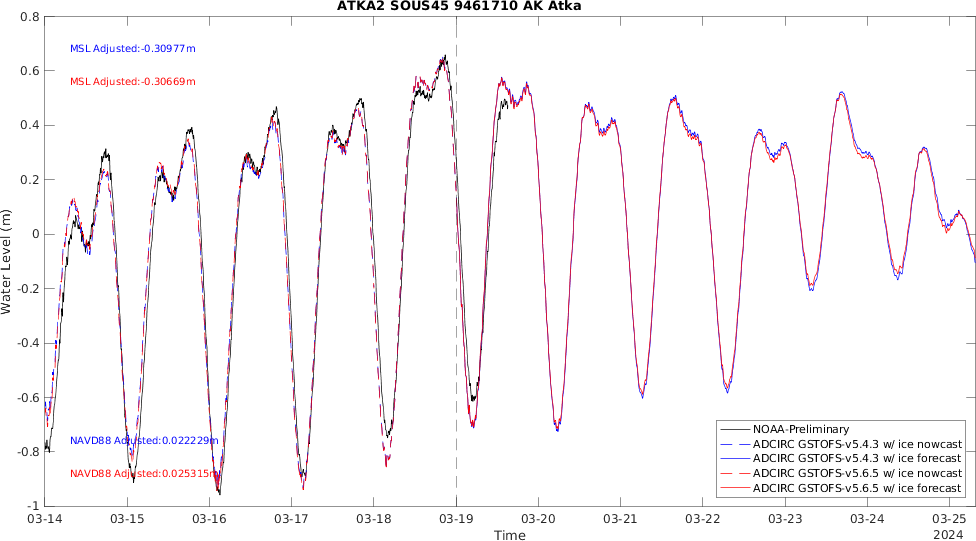 ATKA2 SOUS45 9461710 AK Atka
0.8
0.6
0.4
0.2
0
-0.2
-0.4
-0.6
-0.8
-1
Water Level (m)
MSL Adjusted:-0.30977m
MSL Adjusted:-0.30669m
NAVD88 Adjusted:0.022229m
NAVD88 Adjusted:0.025315m
NOAA-Preliminary
ADCIRC GSTOFS-v5.4.3 w/ ice nowcast
ADCIRC GSTOFS-v5.4.3 w/ ice forecast
ADCIRC GSTOFS-v5.6.5 w/ ice nowcast
ADCIRC GSTOFS-v5.6.5 w/ ice forecast
03-14 03-15 03-16 03-17 03-18 03-19 03-20 03-21 03-22 03-23 03-24 03-25
2024
Time